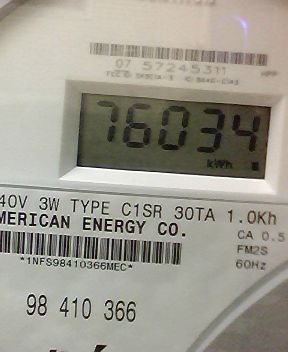 07 57245311
76034
kWh
40V 3W TYPE C1SR 30TA 1.0Kh
MERICAN ENERGY CO.
CA 0.5
FM2S
*1NFS98410366MEC*
60Hz
98 410 366